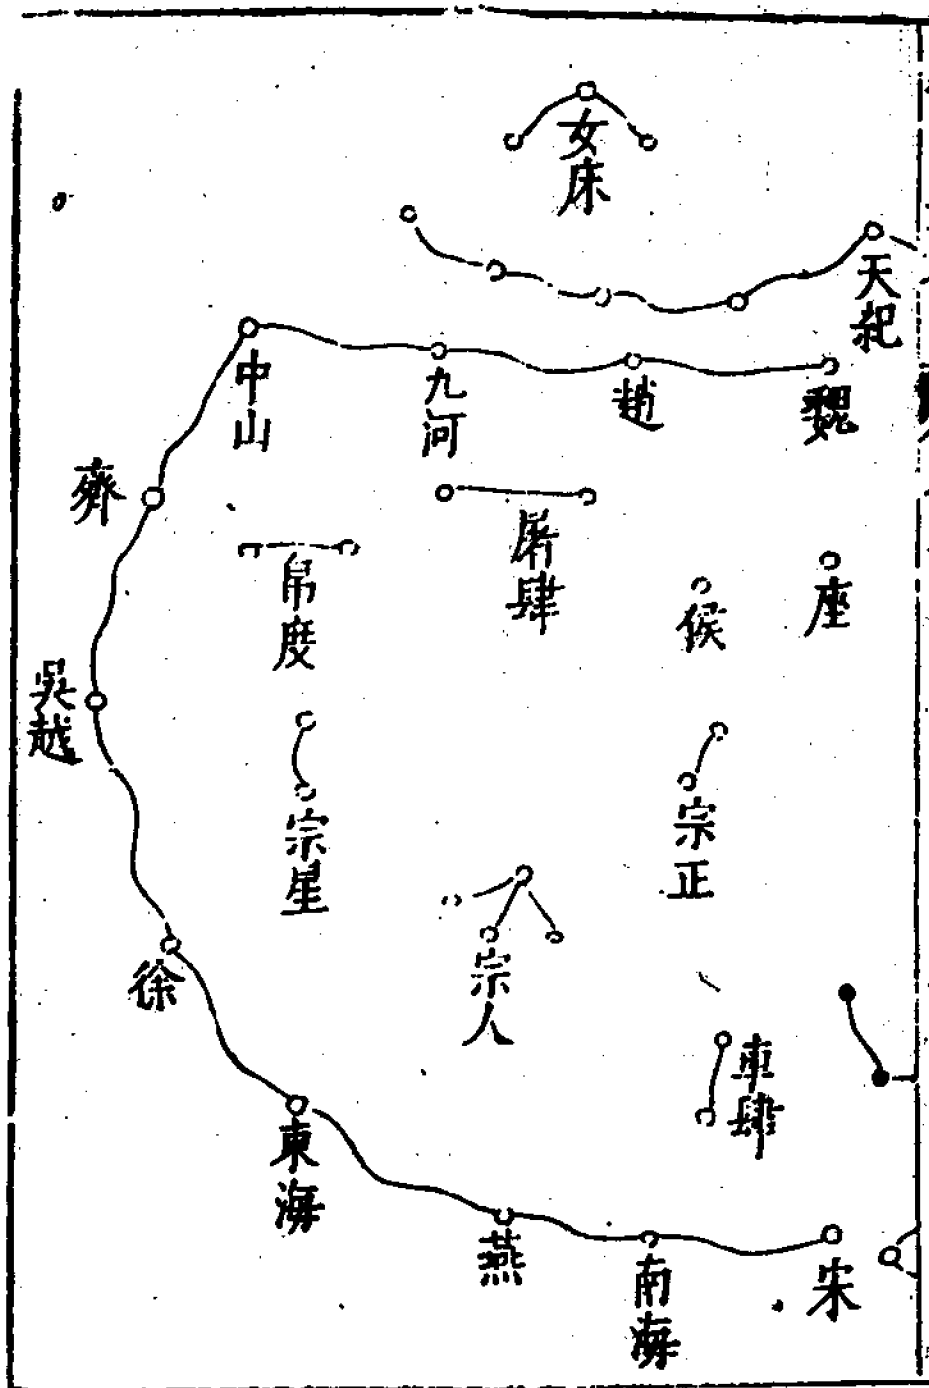 女床
天紀
魏
趙
九河
中山
齊
吳越
徐
東海
燕
南海
宋
屠肆
帛度
候
座
宗星
宗正
宗人
車肆